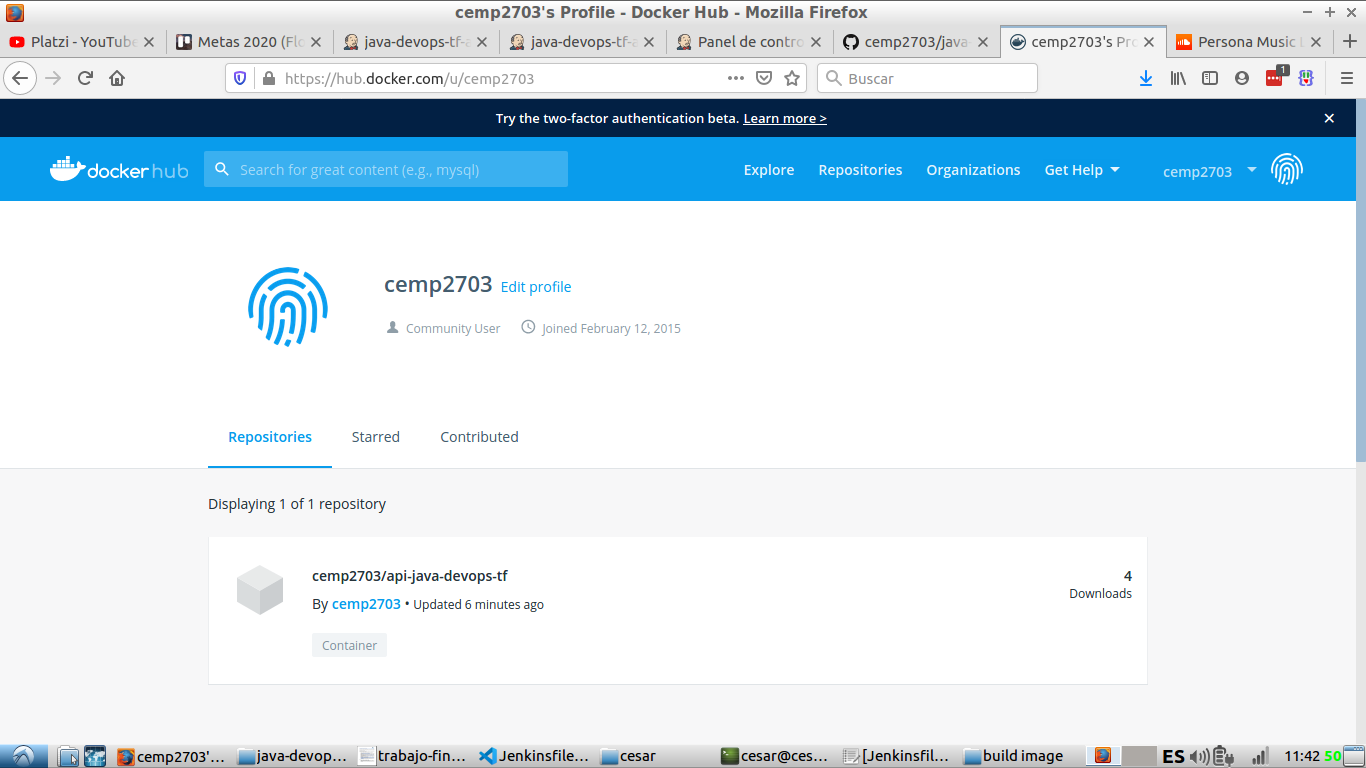 cemp2703's Profile - Docker Hub - Mozilla Firefox
Platzi - YouTube
Metas 2020 (Flo
java-devops-tf-a
java-devops-tf-a
Panel de contro
cemp2703/java-
cemp2703's Pro
Persona Music L
https://hub.docker.com/u/cemp2703
Buscar
1
Try the two-factor authentication beta. Learn more >
docker hub
Search for great content (e.g., mysql)
Explore
Repositories
Organizations
Get Help
cemp2703
cemp2703 Edit profile
Community User
Joined February 12, 2015
Repositories
Starred
Contributed
Displaying 1 of 1 repository
cemp2703/api-java-devops-tf
4
By cemp2703 • Updated 6 minutes ago
Downloads
Container
cemp2703'...
java-devop...
trabajo-fin...
Jenkinsfile...
cesar
cesar@ces...
[Jenkinsfil...
build image
ES
11:42
50